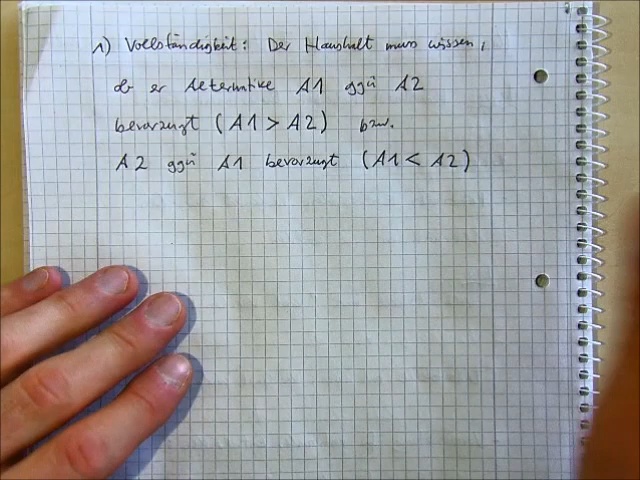 1) Vollständigkeit: Der Haushalt muss wissen,
ob er Alternative A1 ggü A2
bevorzugt (A1 > A2) bzw.
A2 ggü A1 bevorzugt (A1 < A2)